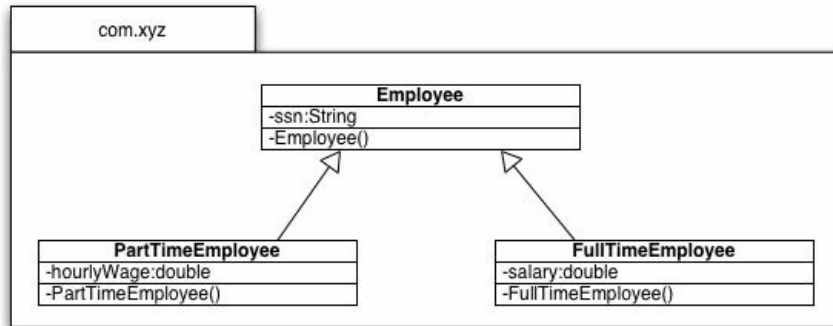 com.xyz
Employee
-ssn:String
-Employee()
PartTimeEmployee
-hourlyWage:double
-PartTimeEmployee()
FullTimeEmployee
-salary:double
-FullTimeEmployee()